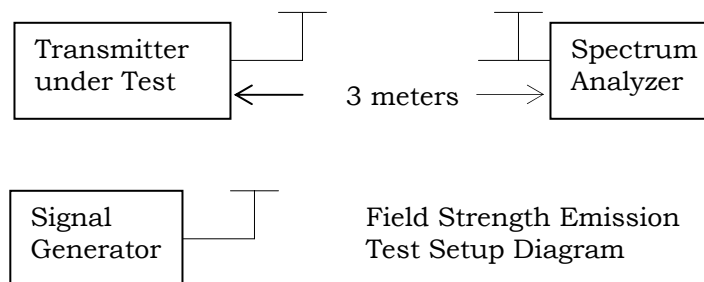 Transmitter
under Test
3 meters
Spectrum
Analyzer
Signal
Generator
Field Strength Emission
Test Setup Diagram